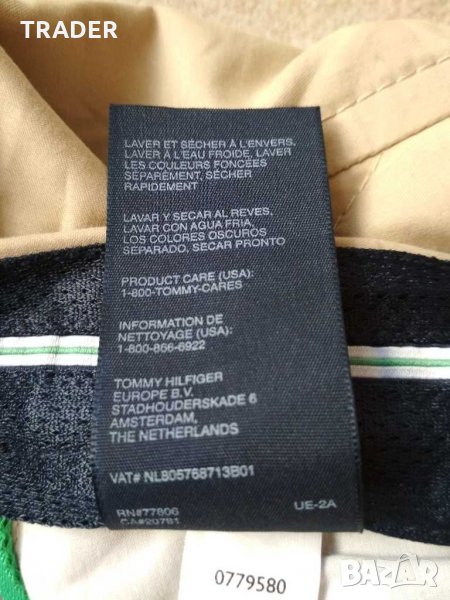 TRADER
LAVER ET SÉCHER À L'ENVERS,
LAVER À L'EAU FROIDE, LAVER
LES COULEURS FONCÉES
SÉPARÉMENT, SÉCHER
RAPIDEMENT
LAVAR Y SECAR AL REVES,
LAVAR CON AGUA FRIA,
LOS COLORES OSCUROS
SEPARADO, SECAR PRONTO
PRODUCT CARE (USA):
1-800-TOMMY-CARES
INFORMATION DE
NETTOYAGE (USA):
1-800-866-6922
TOMMY HILFIGER
EUROPE B.V.
STADHOUDERSKADE 6
AMSTERDAM,
THE NETHERLANDS
VAT# NL805768713B01
RN#77806
CA#20781
UE-2A
0779580
BAZAR